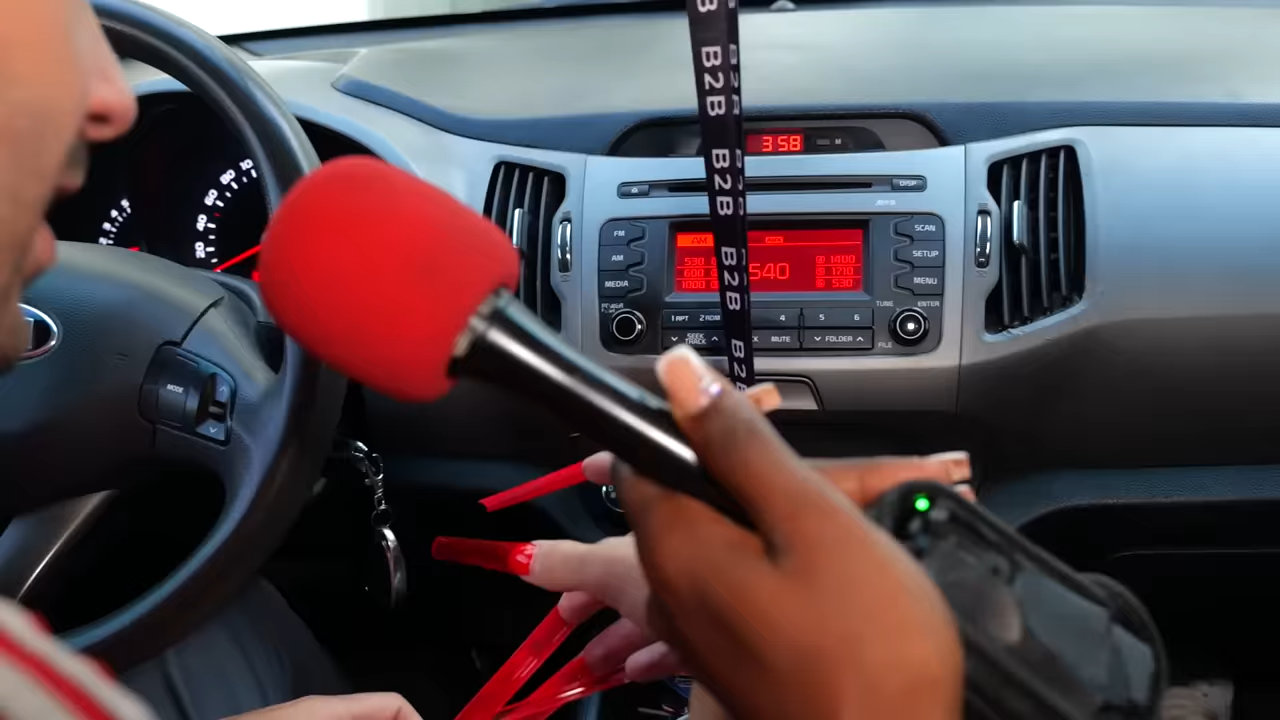 B2B
B2B
B2B
B2B
B2B
3:58
M
DISP
FM
AM
MEDIA
AM
530
600
1000
540
1400
1710
530
SCAN
SETUP
MENU
TUNE
ENTER
FILE
1 RPT
2 RDM
4
5
6
SEEK
TRACK
MUTE
FOLDER
MODE
20
40
60
80